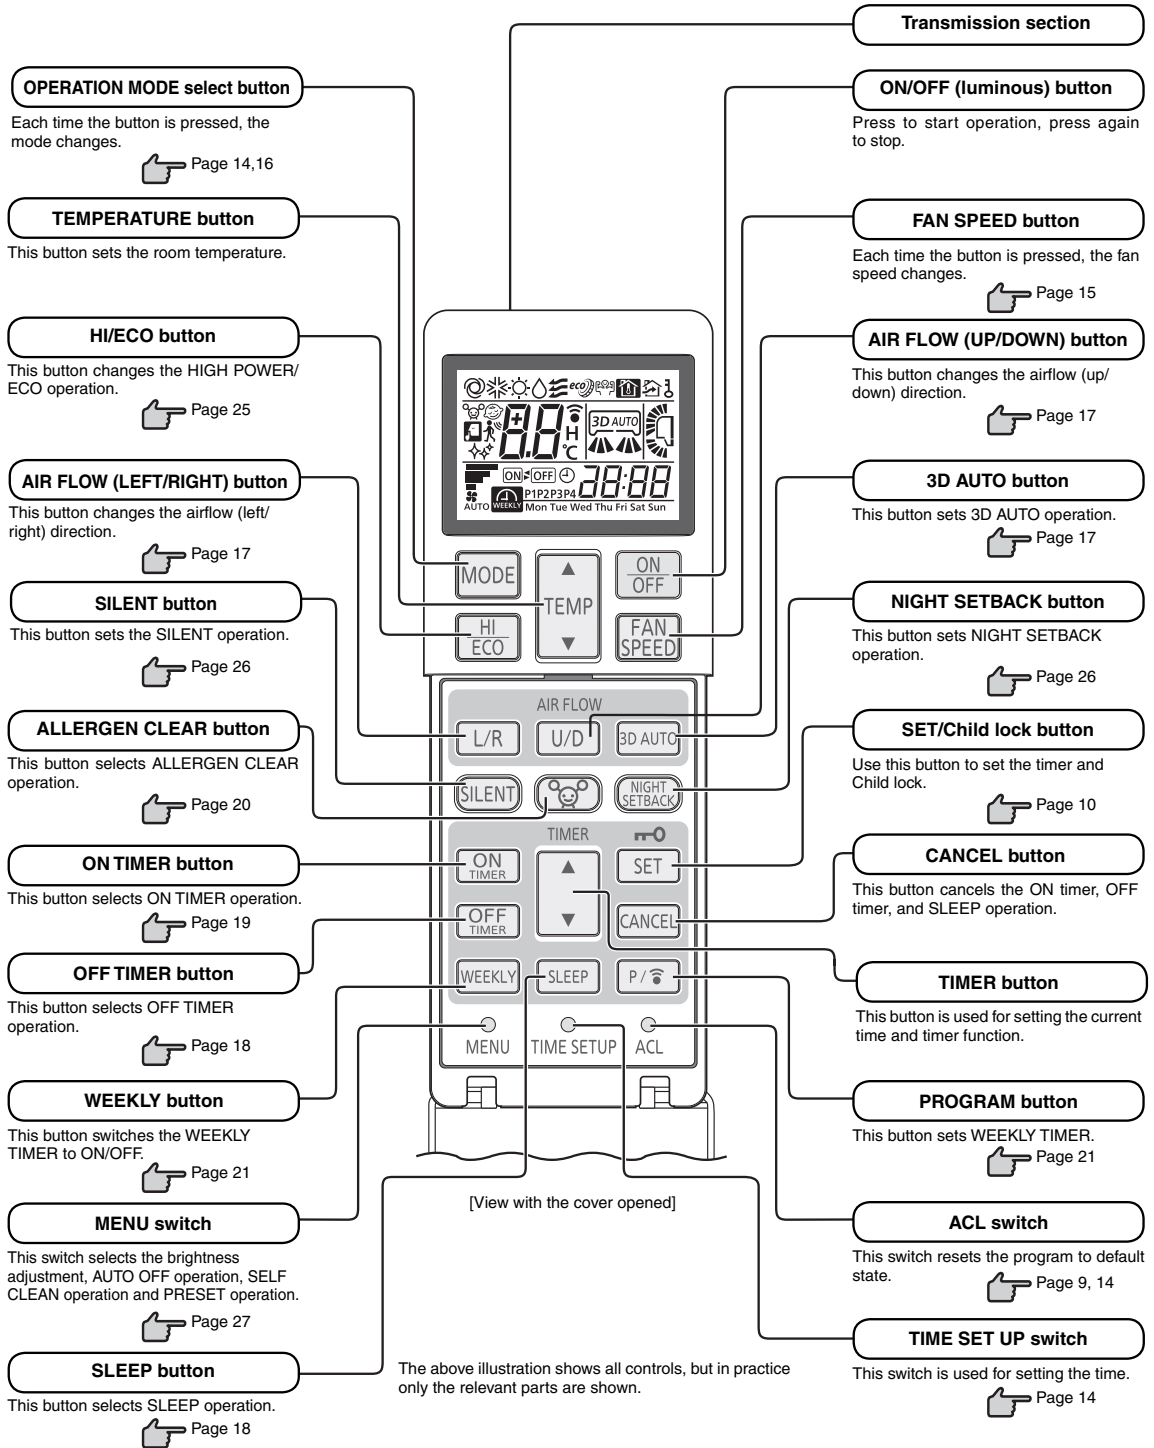 Transmission section
OPERATION MODE select button
Each time the button is pressed, the
mode changes.
Page 14,16
TEMPERATURE button
This button sets the room temperature.
HI/ECO button
This button changes the HIGH POWER/
ECO operation.
Page 25
AIR FLOW (LEFT/RIGHT) button
This button changes the airflow (left/
right) direction.
Page 17
SILENT button
This button sets the SILENT operation.
Page 26
ALLERGEN CLEAR button
This button selects ALLERGEN CLEAR
operation.
Page 20
ON TIMER button
This button selects ON TIMER operation.
Page 19
OFF TIMER button
This button selects OFF TIMER
operation.
Page 18
WEEKLY button
This button switches the WEEKLY
TIMER to ON/OFF.
Page 21
MENU switch
This switch selects the brightness
adjustment, AUTO OFF operation, SELF
CLEAN operation and PRESET operation.
Page 27
SLEEP button
This button selects SLEEP operation.
Page 18
eco
8.8
H
°C
3D AUTO
ON OFF 28:88
P1P2P3P4
AUTO WEEKLY Mon Tue Wed Thu Fri Sat Sun
MODE
TEMP
ON
OFF
HI
ECO
FAN
SPEED
AIR FLOW
L/R
U/D
3D AUTO
SILENT
NIGHT
SETBACK
TIMER
ON
TIMER
SET
OFF
TIMER
CANCEL
WEEKLY
SLEEP
P/
MENU
TIME SETUP
ACL
[View with the cover opened]
The above illustration shows all controls, but in practice
only the relevant parts are shown.
ON/OFF (luminous) button
Press to start operation, press again
to stop.
FAN SPEED button
Each time the button is pressed, the fan
speed changes.
Page 15
AIR FLOW (UP/DOWN) button
This button changes the airflow (up/
down) direction.
Page 17
3D AUTO button
This button sets 3D AUTO operation.
Page 17
NIGHT SETBACK button
This button sets NIGHT SETBACK
operation.
Page 26
SET/Child lock button
Use this button to set the timer and
Child lock.
Page 10
CANCEL button
This button cancels the ON timer, OFF
timer, and SLEEP operation.
TIMER button
This button is used for setting the current
time and timer function.
PROGRAM button
This button sets WEEKLY TIMER.
Page 21
ACL switch
This switch resets the program to default
state.
Page 9, 14
TIME SET UP switch
This switch is used for setting the time.
Page 14